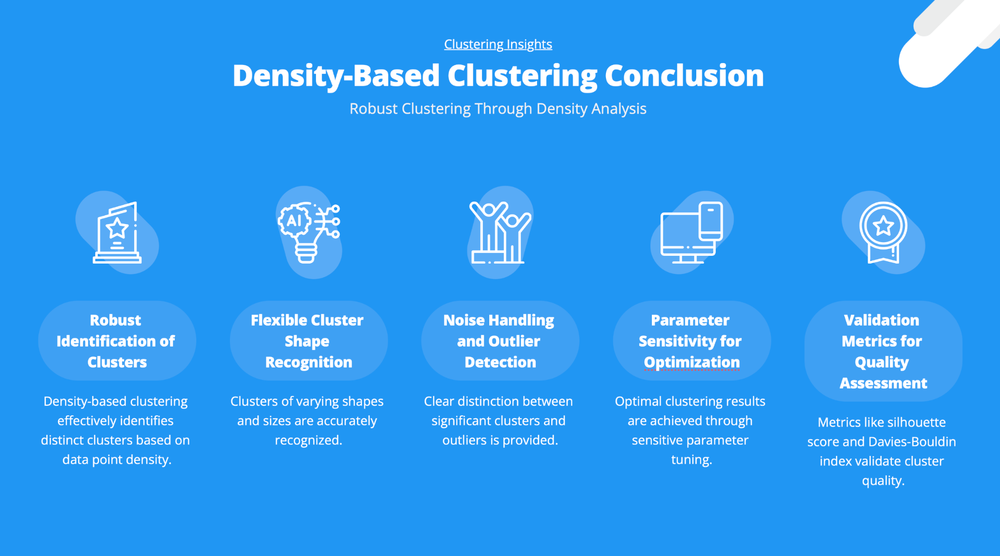 Clustering Insights
Density-Based Clustering Conclusion
Robust Clustering Through Density Analysis
AI
Robust
Identification of
Clusters
Density-based clustering
effectively identifies
distinct clusters based on
data point density.
Flexible Cluster
Shape
Recognition
Clusters of varying shapes
and sizes are accurately
recognized.
Noise Handling
and Outlier
Detection
Clear distinction between
significant clusters and
outliers is provided.
Parameter
Sensitivity for
Optimization
Optimal clustering results
are achieved through
sensitive parameter
tuning.
Validation
Metrics for
Quality
Assessment
Metrics like silhouette
score and Davies-Bouldin
index validate cluster
quality.